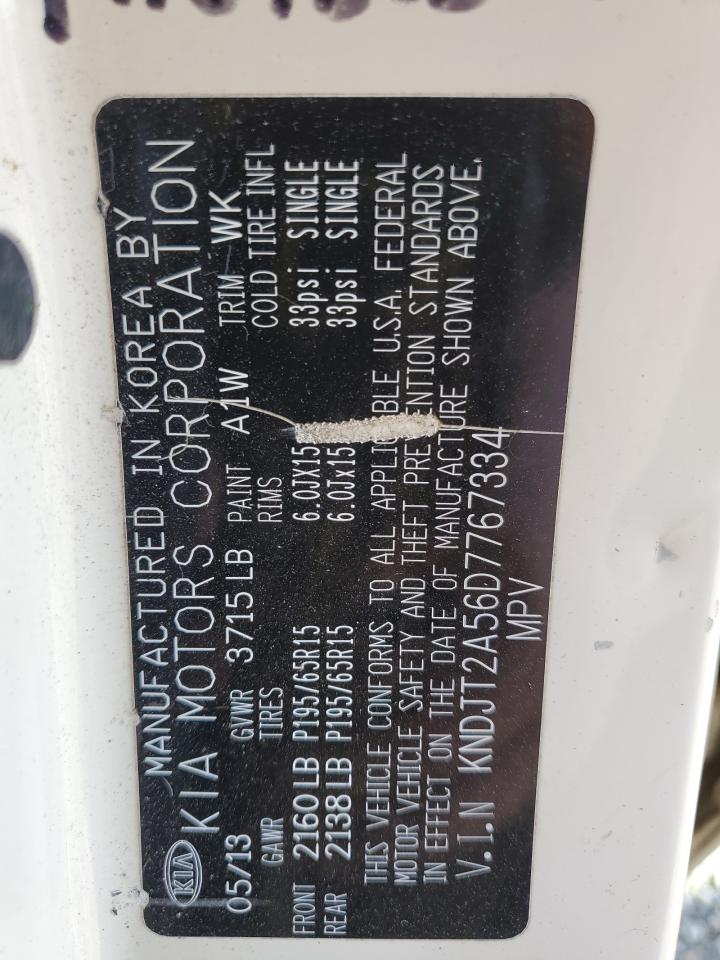 MANUFACTURED IN KOREA BY
KIA KIA MOTORS CORPORATION
05/13 GVWR 3715 LB PAINT A1W TRIM WK
GAWR TIRES RIMS COLD TIRE INFL
FRONT 2160 LB P195/65R15 6.0JX15 33psi SINGLE
REAR 2138 LB P195/65R15 6.0JX15 33psi SINGLE
THIS VEHICLE CONFORMS TO ALL U.S.A. FEDERAL
MOTOR VEHICLE SAFETY AND THEFT STANDARDS
IN EFFECT ON THE DATE OF MANUFACTURE SHOWN ABOVE.
V.I.N KNDJT2A56D7767334
MPV